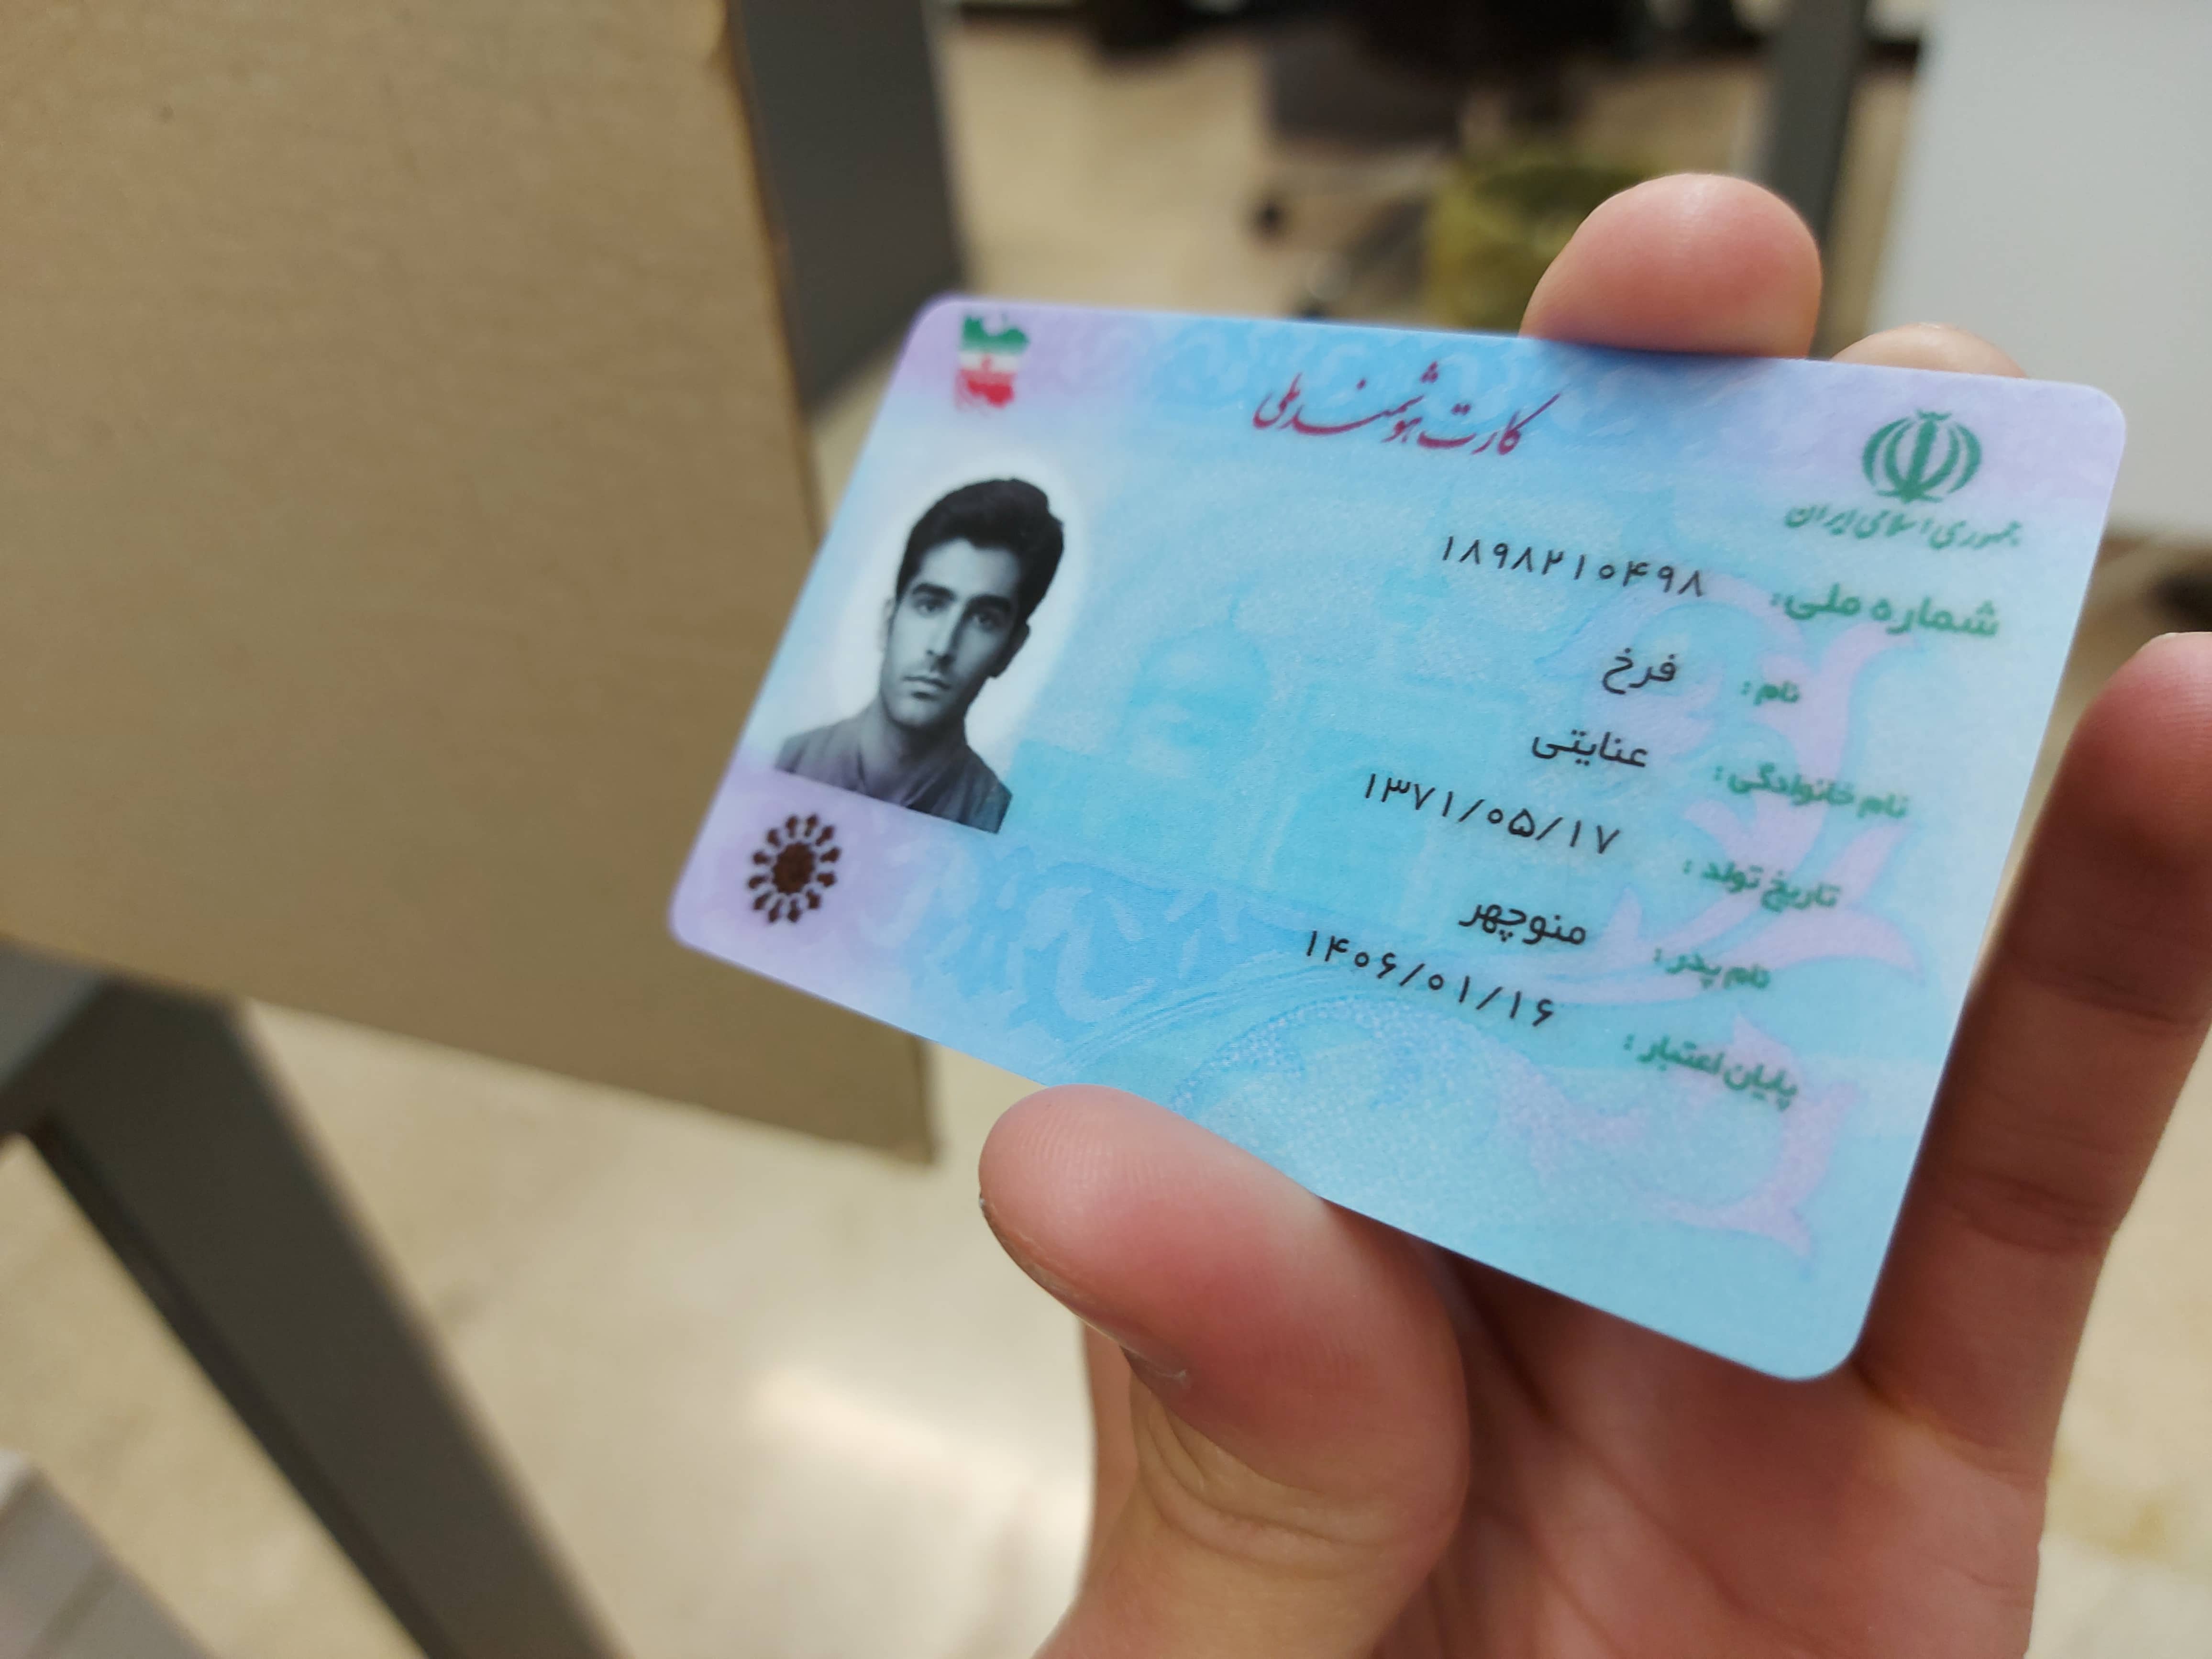 کارت هوشمند ملی
جمهوری اسلامی ایران
شماره ملی: ۱۸۹۸۲۱۰۴۹۸
نام: فرخ
نام خانوادگی: عنایتی
تاریخ تولد: ۱۳۷۱/۰۵/۱۷
نام پدر: منوچهر
پایان اعتبار: ۱۴۰۶/۰۱/۱۶